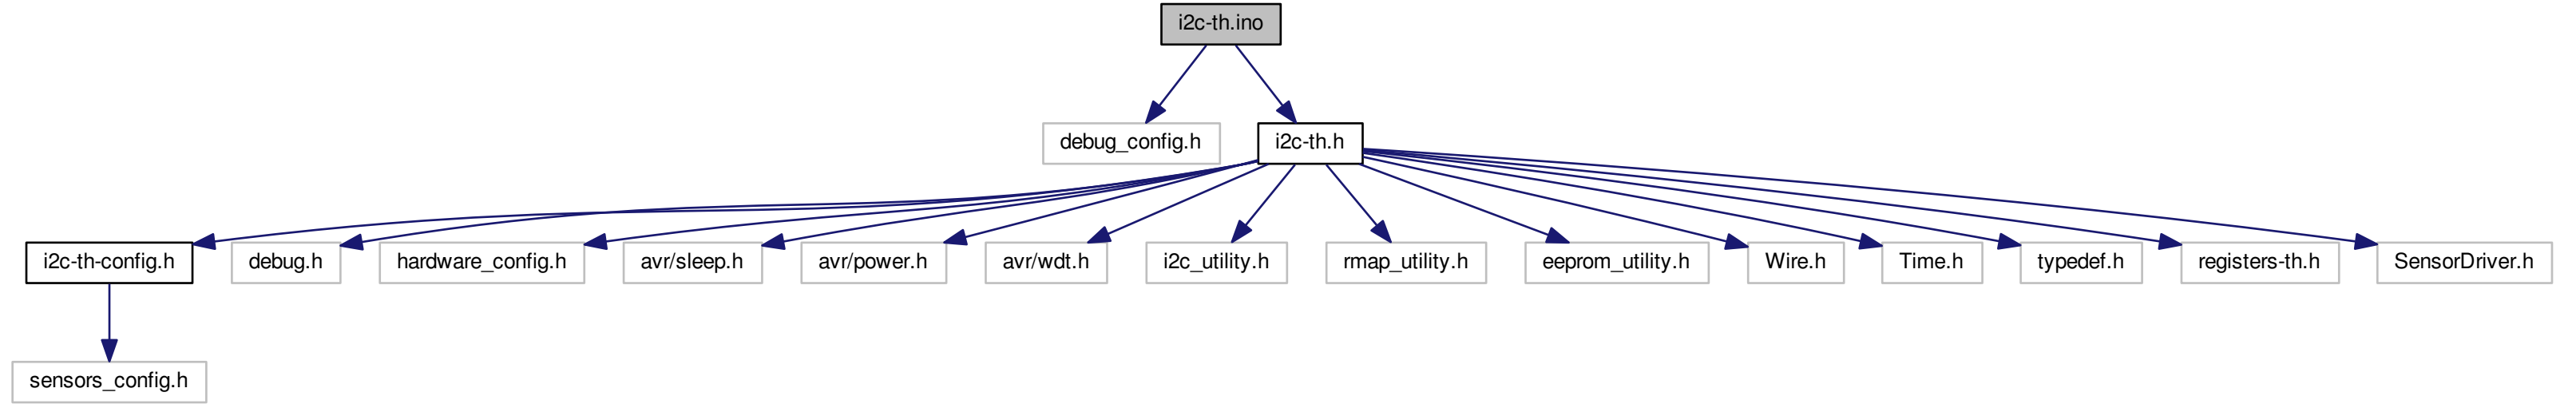 i2c-th.ino
debug_config.h
i2c-th.h
i2c-th-config.h
debug.h
hardware_config.h
avr/sleep.h
avr/power.h
avr/wdt.h
i2c_utility.h
rmap_utility.h
eeprom_utility.h
Wire.h
Time.h
typedef.h
registers-th.h
SensorDriver.h
sensors_config.h